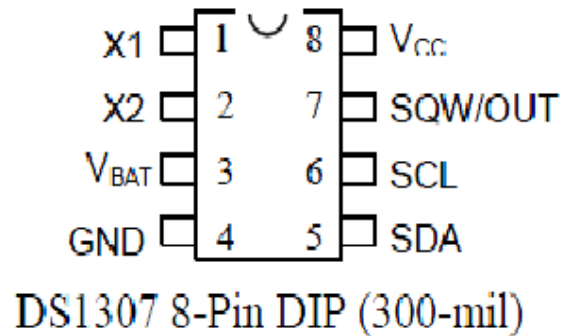 X1 1 8 VCC
X2 2 7 SQW/OUT
VBAT 3 6 SCL
GND 4 5 SDA
DS1307 8-Pin DIP (300-mil)